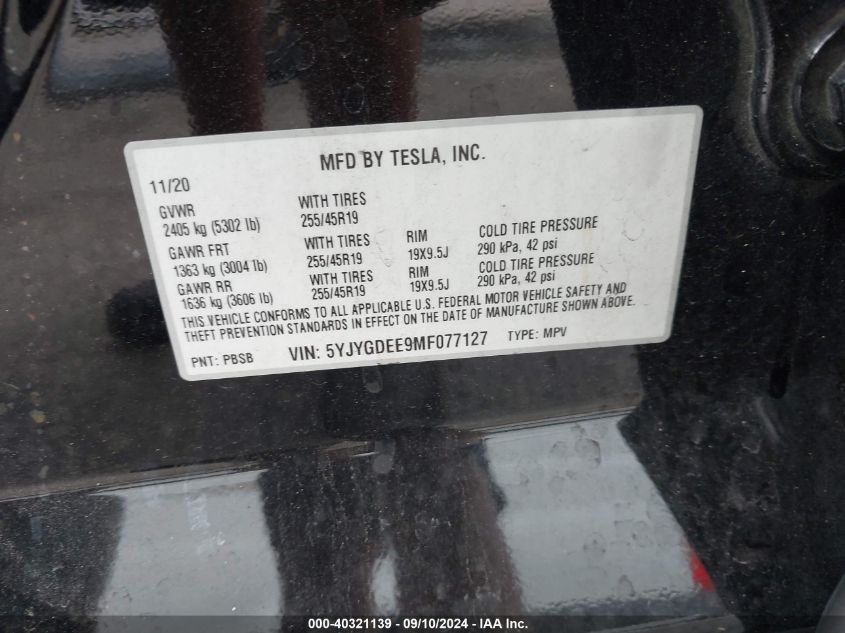 MFD BY TESLA, INC.
11/20
GVWR WITH TIRES
2405 kg (5302 lb) 255/45R19
GAWR FRT WITH TIRES RIM COLD TIRE PRESSURE
1363 kg (3004 lb) 255/45R19 19X9.5J 290 kPa, 42 psi
GAWR RR WITH TIRES RIM COLD TIRE PRESSURE
1636 kg (3606 lb) 255/45R19 19X9.5J 290 kPa, 42 psi
THIS VEHICLE CONFORMS TO ALL APPLICABLE U.S. FEDERAL MOTOR VEHICLE SAFETY AND
THEFT PREVENTION STANDARDS IN EFFECT ON THE DATE OF MANUFACTURE SHOWN ABOVE.
PNT: PBSB VIN: 5YJYGDEE9MF077127 TYPE: MPV
000-40321139 - 09/10/2024 - IAA Inc.